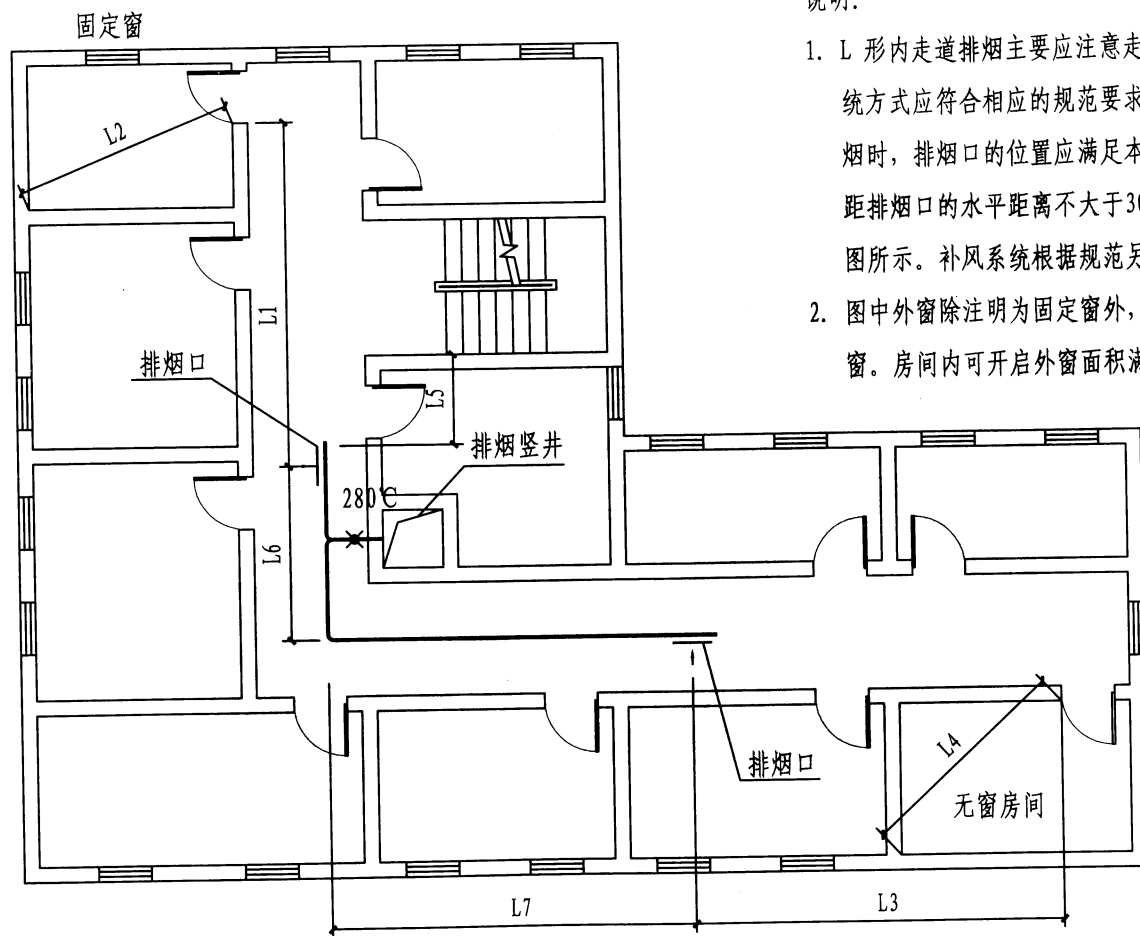 说明:
固定窗
1. L 形内走道排烟主要应注意走
统方式应符合相应的规范要求
烟时, 排烟口的位置应满足本
距排烟口的水平距离不大于30
图所示。补风系统根据规范另
2. 图中外窗除注明为固定窗外,
窗。房间内可开启外窗面积满
L2
L1
排烟口
L5
排烟竖井
280℃
L6
排烟口
L4
无窗房间
L7
L3